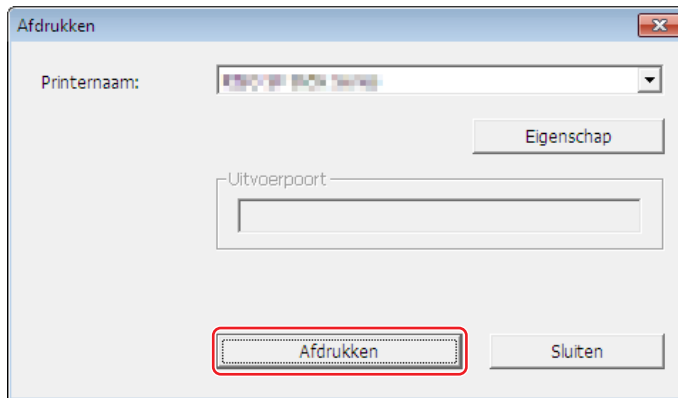 Afdrukken
Printernaam:
Eigenschap
Uitvoerpoort
Afdrukken
Sluiten